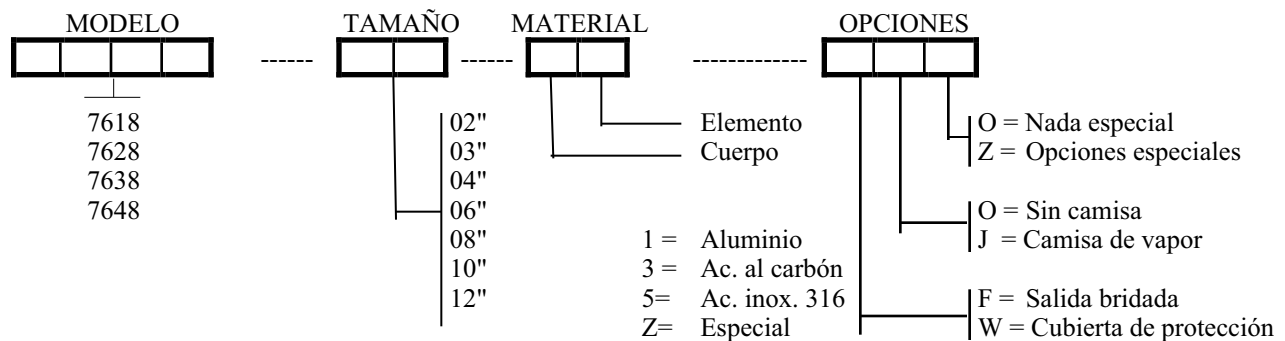 MODELO TAMAÑO MATERIAL OPCIONES
------ ------ ------------
7618 02" Elemento O = Nada especial
7628 03" Cuerpo Z = Opciones especiales
7638 04"
7648 06" O = Sin camisa
08" 1 = Aluminio J = Camisa de vapor
10" 3 = Ac. al carbón
12" 5= Ac. inox. 316 F = Salida bridada
Z= Especial W = Cubierta de protección